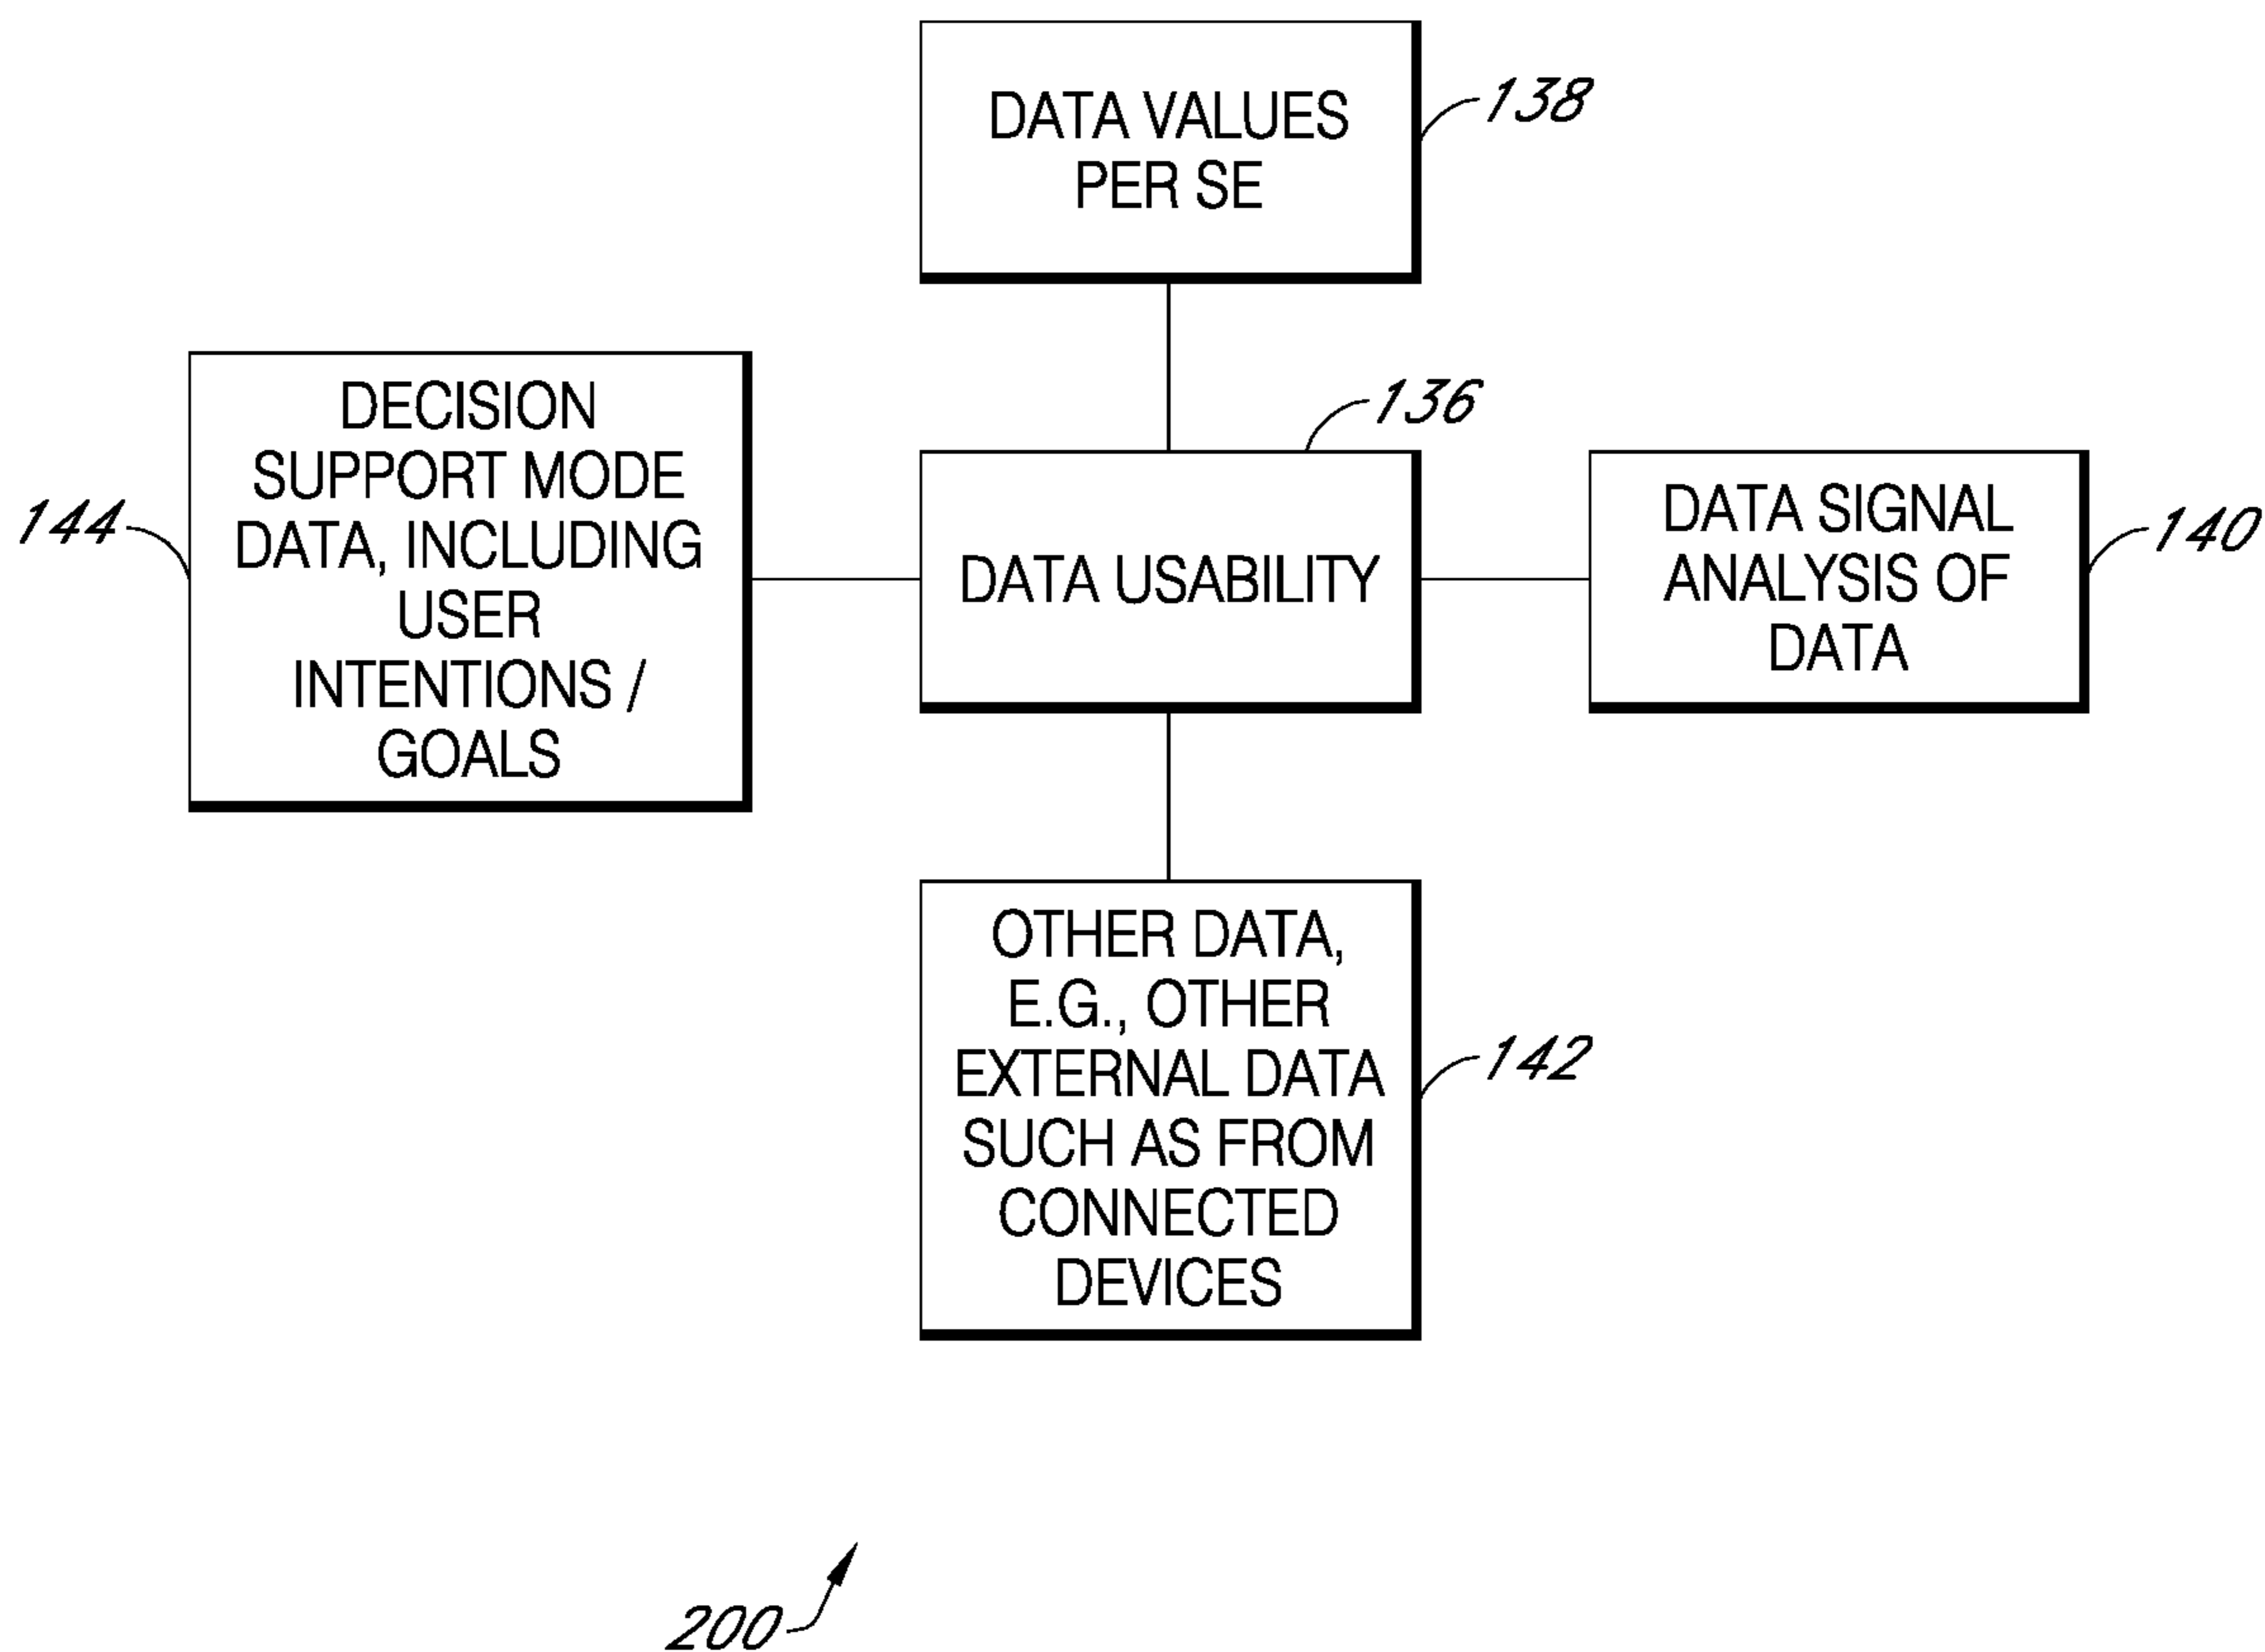 DATA VALUES
PER SE
138
DECISION
SUPPORT MODE
DATA, INCLUDING
USER
INTENTIONS /
GOALS
144
136
DATA USABILITY
DATA SIGNAL
ANALYSIS OF
DATA
140
OTHER DATA,
E.G., OTHER
EXTERNAL DATA
SUCH AS FROM
CONNECTED
DEVICES
142
200